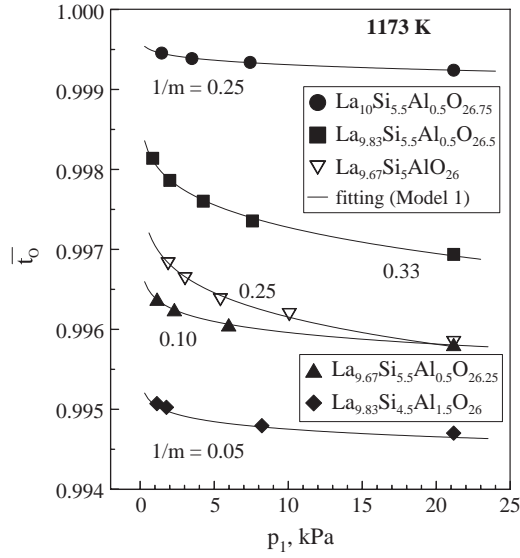 1.000
0.999
0.998
0.997
0.996
0.995
0.994
t̅o
1173 K
1/m = 0.25
La10Si5.5Al0.5O26.75
La9.83Si5.5Al0.5O26.5
La9.67Si5AlO26
fitting (Model 1)
0.33
0.25
0.10
La9.67Si5.5Al0.5O26.25
La9.83Si4.5Al1.5O26
1/m = 0.05
0 5 10 15 20 25
p1, kPa